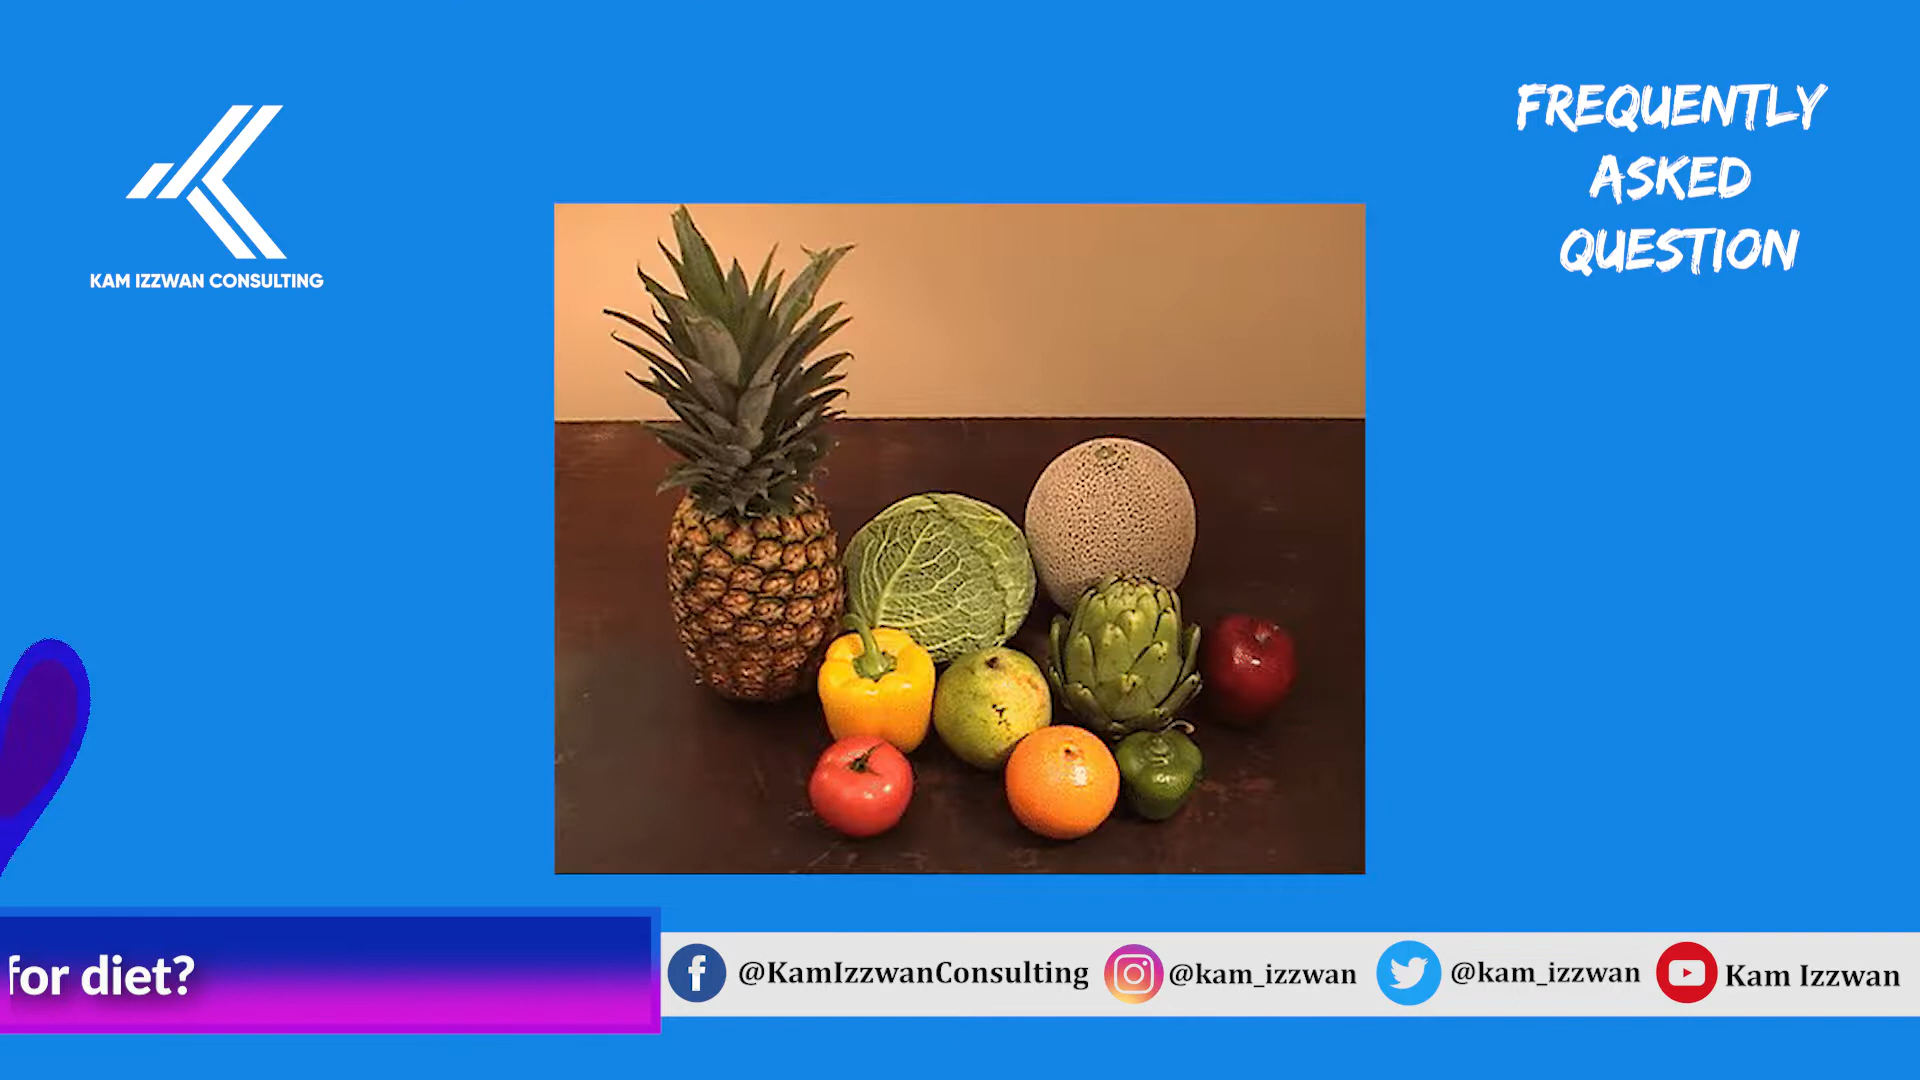 FREQUENTLY
ASKED
QUESTION
KAM IZZWAN CONSULTING
for diet?
@KamIzzwanConsulting
@kam_izzwan
@kam_izzwan
Kam Izzwan